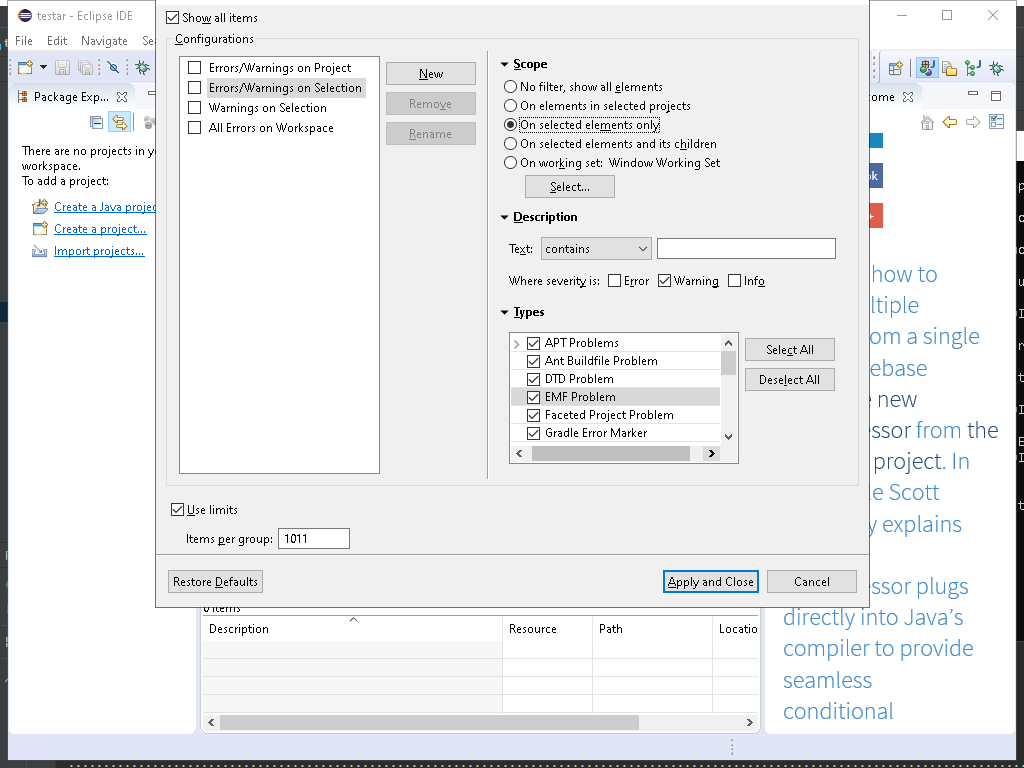 testar - Eclipse IDE
File Edit Navigate Se
Package Exp...
There are no projects in y
workspace.
To add a project:
Create a Java projec
Create a project...
Import projects...
Show all items
Configurations
Errors/Warnings on Project
Errors/Warnings on Selection
Warnings on Selection
All Errors on Workspace
New
Remove
Rename
Scope
No filter, show all elements
On elements in selected projects
On selected elements only
On selected elements and its children
On working set: Window Working Set
Select...
Description
Text: contains
Where severity is: Error Warning Info
Types
APT Problems
Ant Buildfile Problem
DTD Problem
EMF Problem
Faceted Project Problem
Gradle Error Marker
Select All
Deselect All
Use limits
Items per group: 1011
Restore Defaults
Apply and Close
Cancel
0 items
Description Resource Path Locatio
ome
ok
+
how to
ltiple
om a single
ebase
e new
essor from the
project. In
le Scott
y explains
essor plugs
directly into Java’s
compiler to provide
seamless
conditional